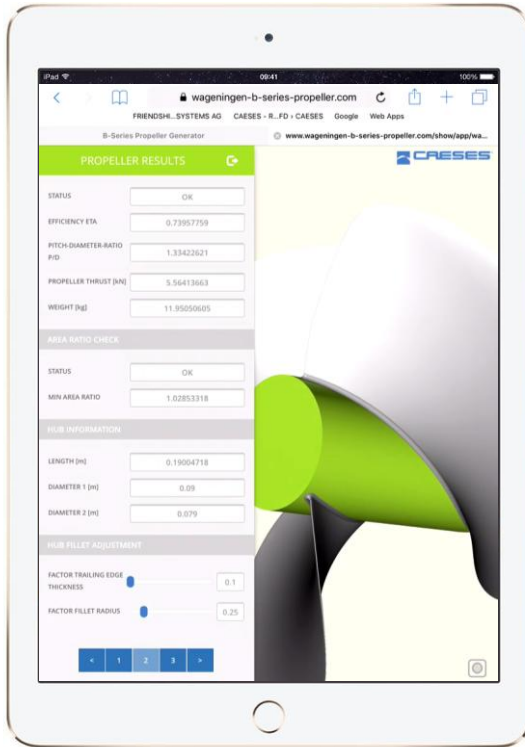 iPad
09:41
100%
wageningen-b-series-propeller.com
FRIENDSHI...SYSTEMS AG CAESES - R...FD › CAESES Google Web Apps
B-Series Propeller Generator
www.wageningen-b-series-propeller.com/show/app/wa...
PROPELLER RESULTS
CAESES
STATUS OK
EFFICIENCY ETA 0.73957759
PITCH-DIAMETER-RATIO
P/D 1.33422621
PROPELLER THRUST [kN] 5.56413663
WEIGHT [kg] 11.95050605
AREA RATIO CHECK
STATUS OK
MIN AREA RATIO 1.02853318
HUB INFORMATION
LENGTH [m] 0.19004718
DIAMETER 1 [m] 0.09
DIAMETER 2 [m] 0.079
HUB FILLET ADJUSTMENT
FACTOR TRAILING EDGE
THICKNESS 0.1
FACTOR FILLET RADIUS 0.25
< 1 2 3 >